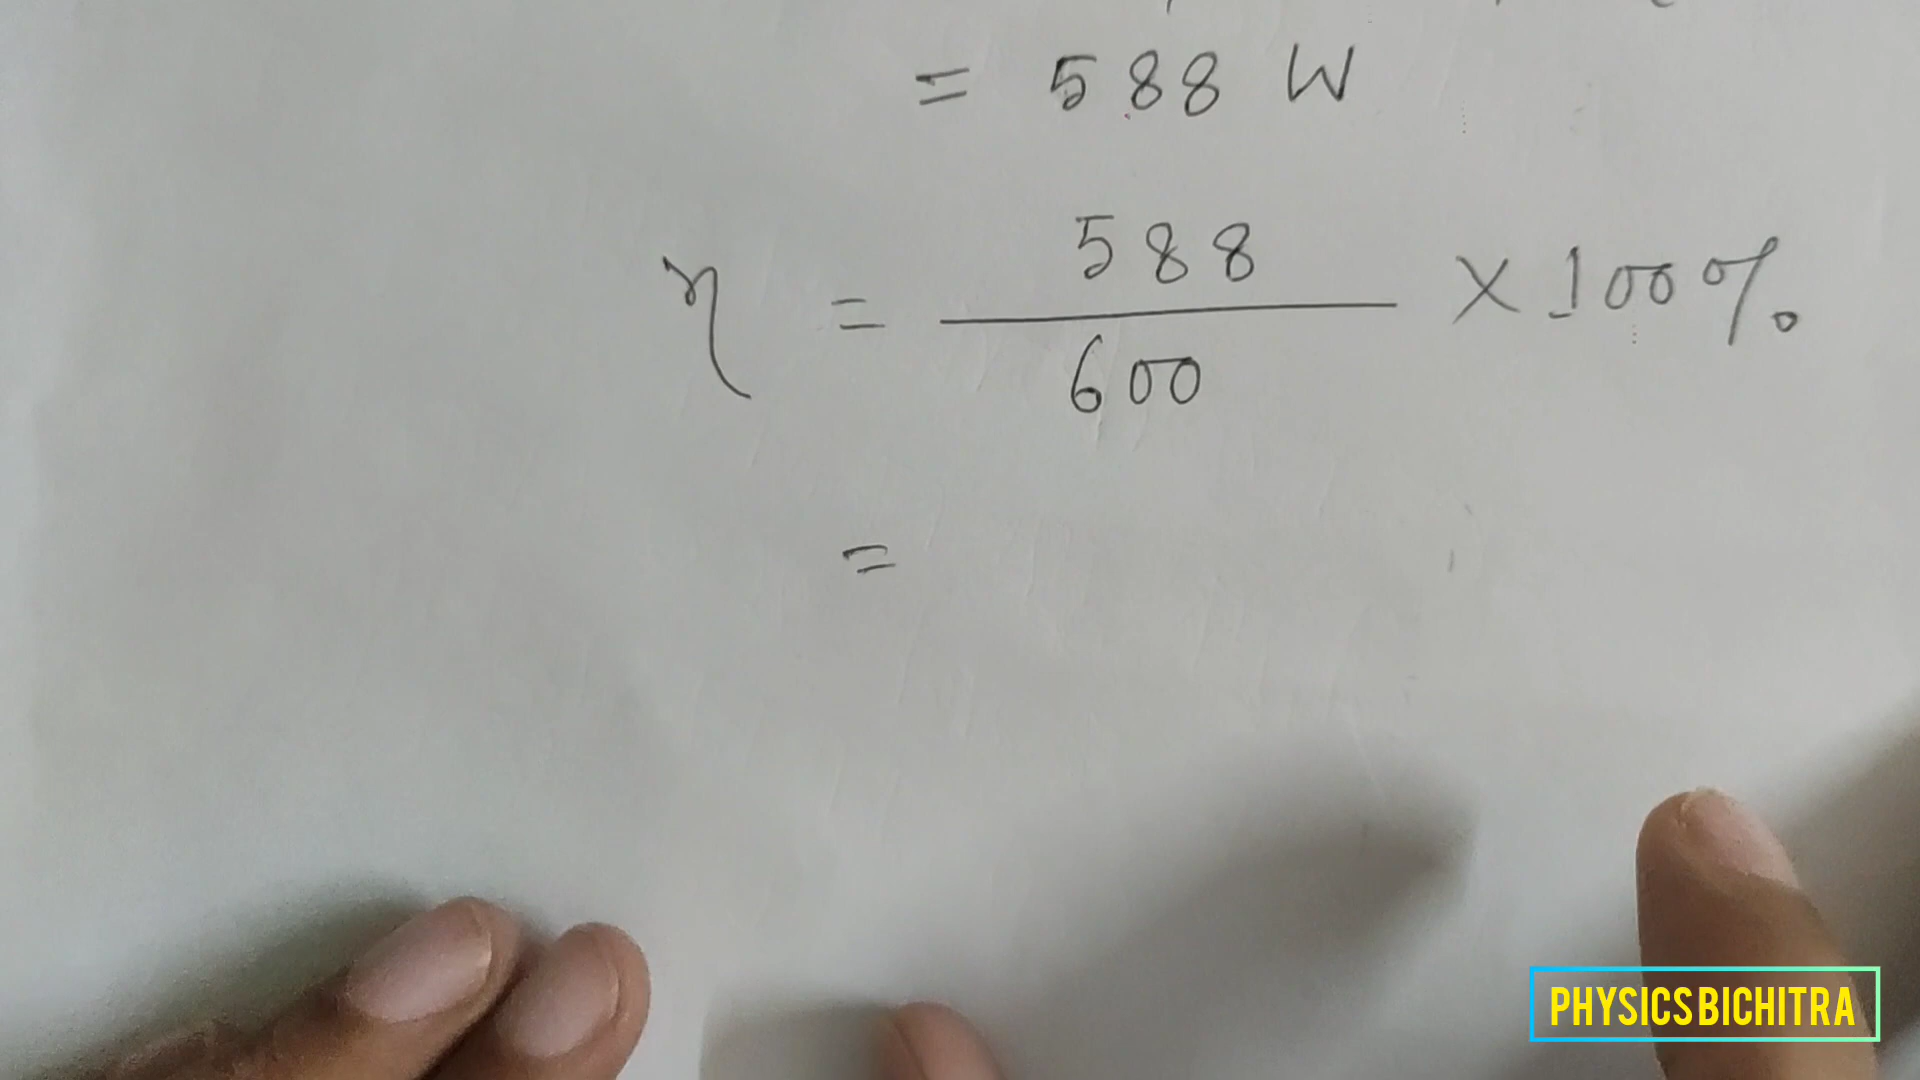 = 588 W
η = 588/600 × 100%
=
PHYSICS BICHITRA